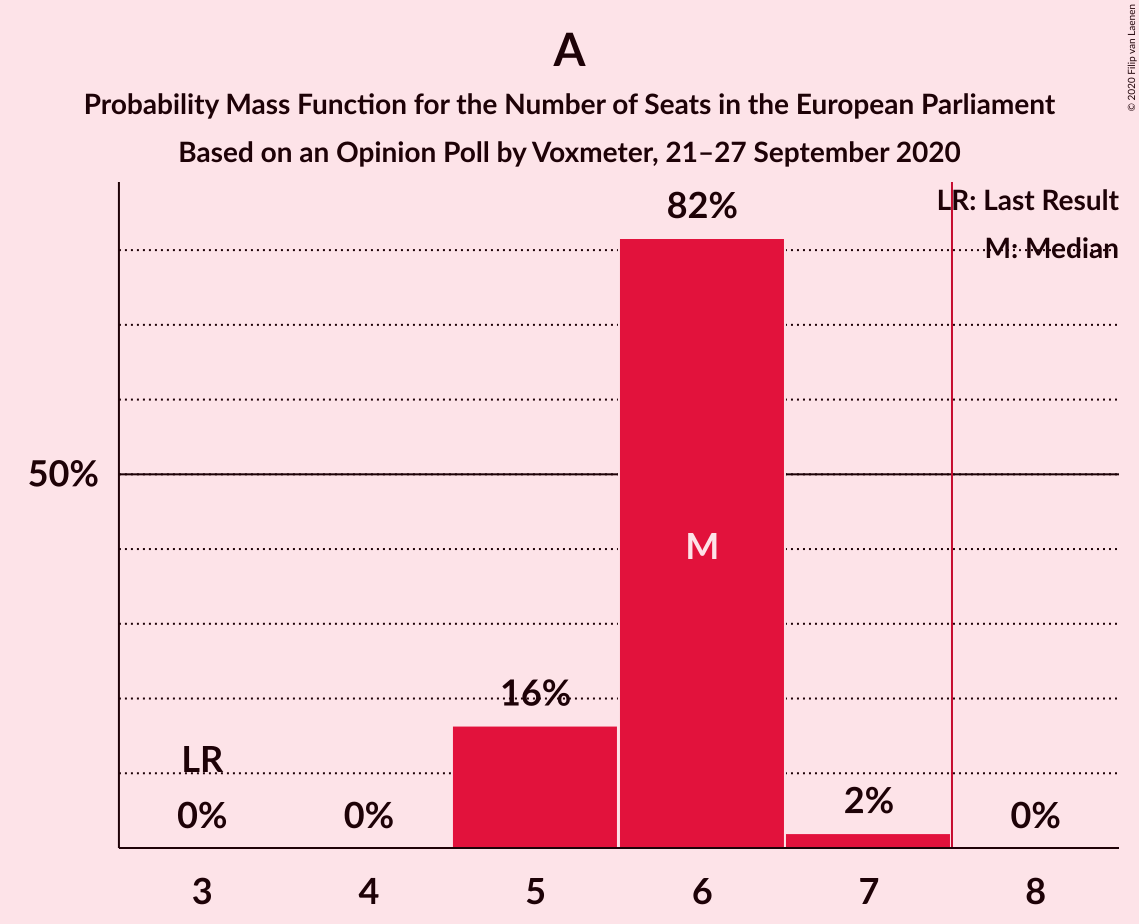 A
Probability Mass Function for the Number of Seats in the European Parliament
Based on an Opinion Poll by Voxmeter, 21–27 September 2020
© 2020 Filip van Laenen
LR: Last Result
M: Median
82%
50%
M
16%
LR
0%
0%
2%
0%
3
4
5
6
7
8